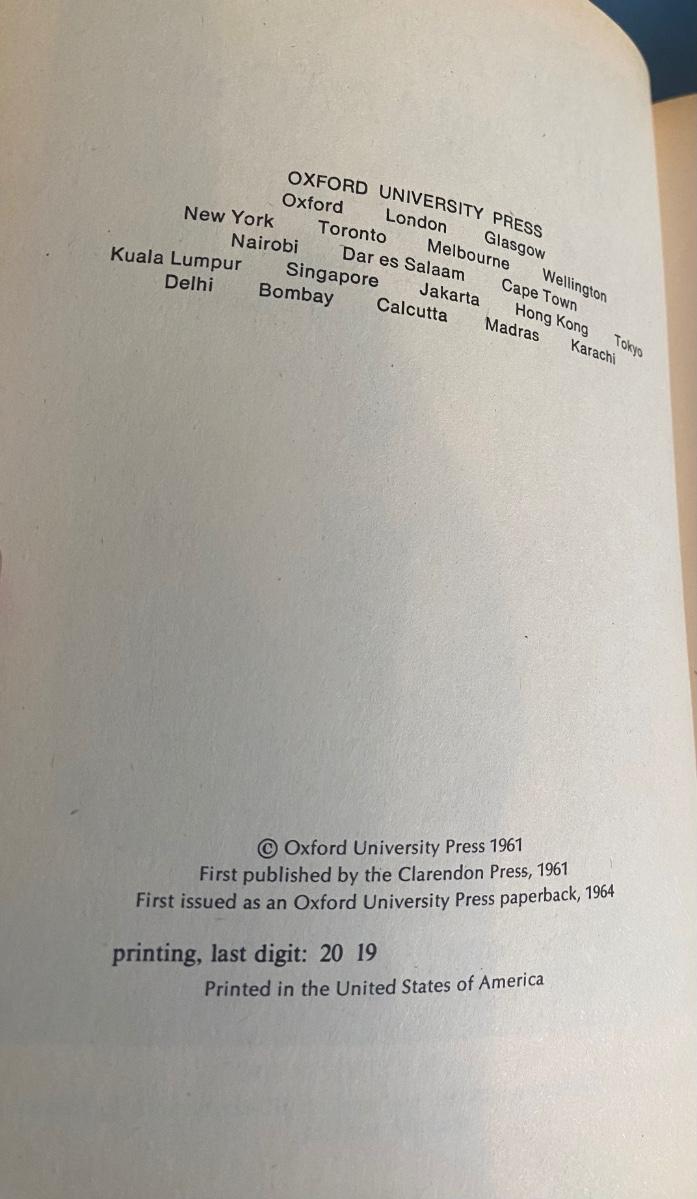 OXFORD UNIVERSITY PRESS
Oxford London Glasgow
New York Toronto Melbourne Wellington
Nairobi Dar es Salaam Cape Town
Kuala Lumpur Singapore Jakarta Hong Kong Tokyo
Delhi Bombay Calcutta Madras Karachi
© Oxford University Press 1961
First published by the Clarendon Press, 1961
First issued as an Oxford University Press paperback, 1964
printing, last digit: 20 19
Printed in the United States of America